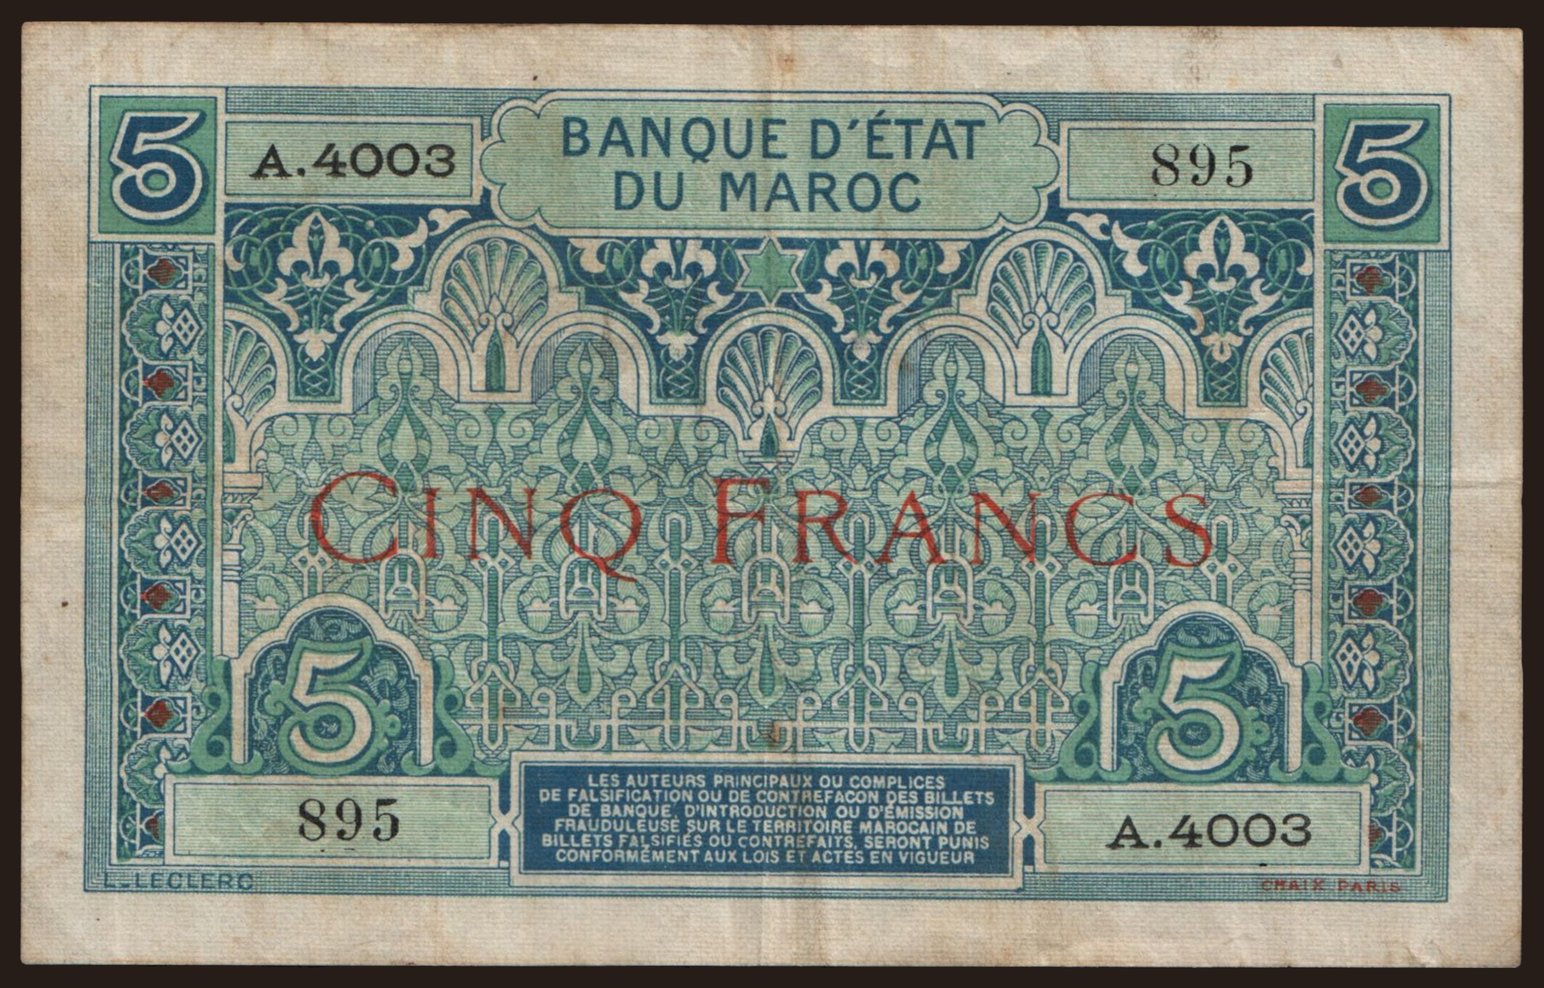 5
A.4003
BANQUE D'ÉTAT
DU MAROC
895
5
CINQ FRANCS
5
5
895
LES AUTEURS PRINCIPAUX OU COMPLICES
DE FALSIFICATION OU DE CONTREFACON DES BILLETS
DE BANQUE, D'INTRODUCTION OU D'ÉMISSION
FRAUDULEUSE SUR LE TERRITOIRE MAROCAIN DE
BILLETS FALSIFIÉS OU CONTREFAITS, SERONT PUNIS
CONFORMÉMENT AUX LOIS ET ACTES EN VIGUEUR
A.4003
L. LECLERC
CHAIX PARIS